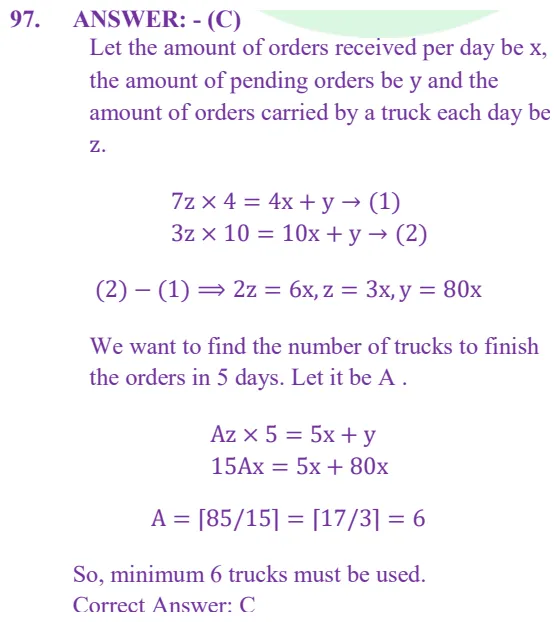 97. ANSWER: - (C)
Let the amount of orders received per day be x,
the amount of pending orders be y and the
amount of orders carried by a truck each day be
z.
7z × 4 = 4x + y → (1)
3z × 10 = 10x + y → (2)
(2) − (1) ⟹ 2z = 6x, z = 3x, y = 80x
We want to find the number of trucks to finish
the orders in 5 days. Let it be A .
Az × 5 = 5x + y
15Ax = 5x + 80x
A = ⌈85/15⌉ = ⌈17/3⌉ = 6
So, minimum 6 trucks must be used.
Correct Answer: C